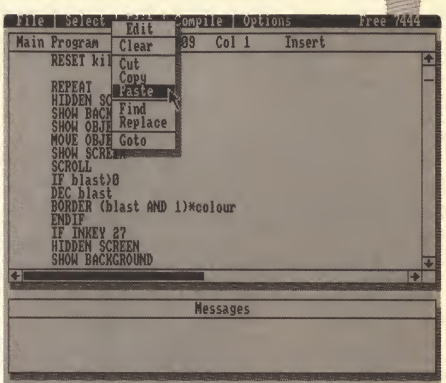 File Select Edit Compile Options Free 7444
Main Program 09 Col 1 Insert
Edit
Clear
Cut
Copy
Paste
Find
Replace
Goto
RESET kil
REPEAT
HIDDEN SC
SHOW BACK
SHOW OBJE
MOVE OBJE
SHOW SCREEN
SCROLL
IF blast>0
DEC blast
BORDER (blast AND 1)*colour
ENDIF
IF INKEY 27
HIDDEN SCREEN
SHOW BACKGROUND
Messages